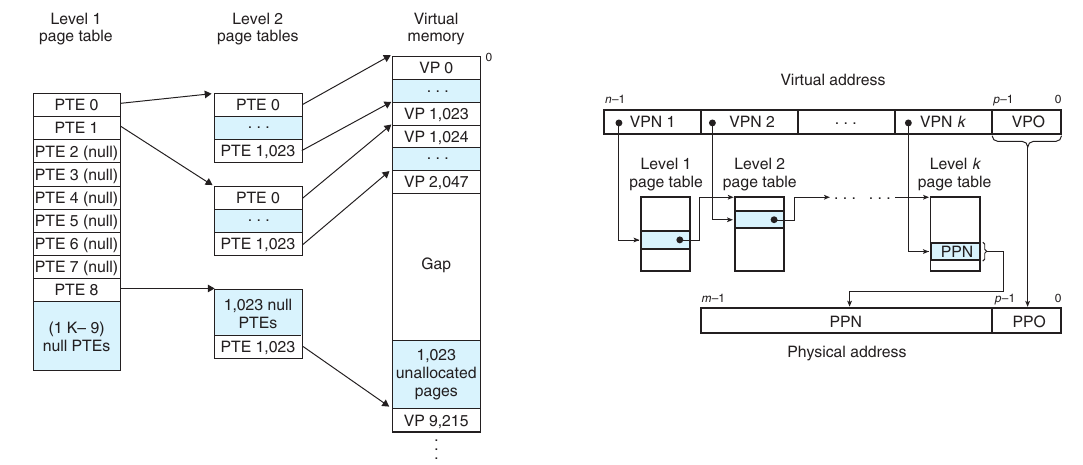 Level 1
page table
Level 2
page tables
Virtual
memory
0
PTE 0
PTE 1
PTE 2 (null)
PTE 3 (null)
PTE 4 (null)
PTE 5 (null)
PTE 6 (null)
PTE 7 (null)
PTE 8
(1 K– 9)
null PTEs
PTE 0
· · ·
PTE 1,023
PTE 0
· · ·
PTE 1,023
1,023 null
PTEs
PTE 1,023
VP 0
· · ·
VP 1,023
VP 1,024
· · ·
VP 2,047
Gap
1,023
unallocated
pages
VP 9,215
Virtual address
n–1 p–1 0
VPN 1 VPN 2 · · · VPN k VPO
Level 1
page table
Level 2
page table
Level k
page table
· · · · · ·
PPN
m–1 p–1 0
PPN PPO
Physical address